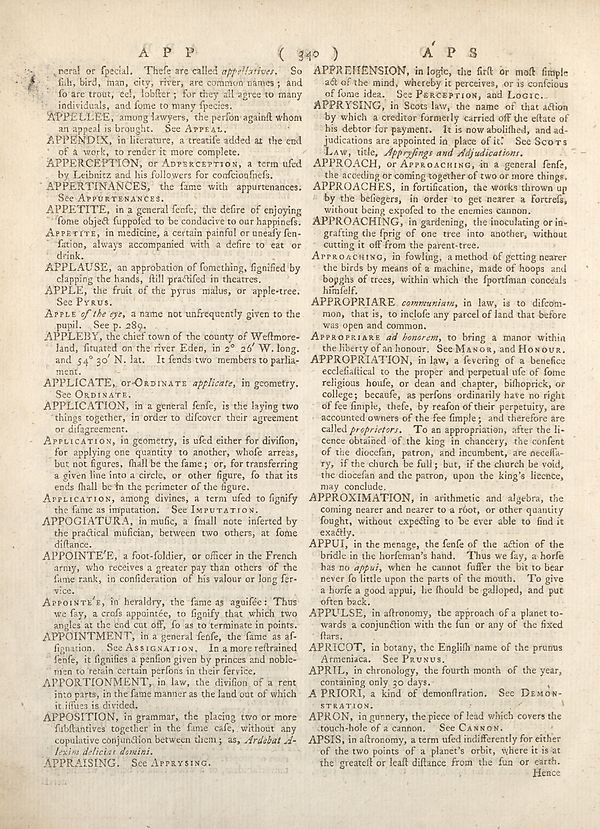 A P P
( 340 )
A P S
neral or ſpecial. Theſe are called appellatives. So
fiſh, bird, man, city, river, are common names; and
ſo are trout, eel, lobſter; for they all agree to many
individuals, and ſome to many ſpecies.
APPELLEE, among lawyers, the perſon againſt whom
an appeal is brought. See APPEAL.
APPENDIX, in literature, a treatiſe added at the end
of a work, to render it more complete.
APPERCEPTION, or ADPERCEPTION, a term uſed
by Leibnitz and his followers for conſciouſneſs.
APPERTINANCES, the ſame with appurtenances.
See APPURTENANCES.
APPETITE, in a general ſenſe, the deſire of enjoying
ſome object ſuppoſed to be conducive to our happineſs.
APPETITE, in medicine, a certain painful or uneaſy ſen-
ſation, always accompanied with a deſire to eat or
drink.
APPLAUSE, an approbation of ſomething, ſignified by
clapping the hands, ſtill practiſed in theatres.
APPLE, the fruit of the pyrus malus, or apple-tree.
See PYRUS.
APPLE of the eye, a name not unfrequently given to the
pupil. See p. 289.
APPLEBY, the chief town of the county of Weſtmore-
land, ſituated on the river Eden, in 2° 26′ W. long.
and 54° 30′ N. lat. It ſends two members to parlia-
ment.
APPLICATE, or ORDINATE applicate, in geometry.
See ORDINATE.
APPLICATION, in a general ſenſe, is the laying two
things together, in order to diſcover their agreement
or diſagreement.
APPLICATION, in geometry, is uſed either for diviſion,
for applying one quantity to another, whoſe areas,
but not figures, ſhall be the ſame; or, for transferring
a given line into a circle, or other figure, ſo that its
ends ſhall be in the perimeter of the figure.
APPLICATION, among divines, a term uſed to ſignify
the ſame as imputation. See IMPUTATION.
APPOGIATURA, in muſic, a ſmall note inſerted by
the practical muſician, between two others, at ſome
diſtance.
APPOINTE'E, a foot-ſoldier, or officer in the French
army, who receives a greater pay than others of the
ſame rank, in conſideration of his valour or long ſer-
vice.
APPOINTE'E, in heraldry, the ſame as aguiſée: Thus
we ſay, a croſs appointée, to ſignify that which two
angles at the end cut off, ſo as to terminate in points.
APPOINTMENT, in a general ſenſe, the ſame as aſ-
ſignation. See ASSIGNATION. In a more reſtrained
ſenſe, it ſignifies a penſion given by princes and noble-
men to retain certain perſons in their ſervice.
APPORTIONMENT, in law, the diviſion of a rent
into parts, in the ſame manner as the land out of which
it iſſues is divided.
APPOSITION, in grammar, the placing two or more
ſubſtantives together in the ſame caſe, without any
copulative conjunction between them; as, Ardebat A-
lexim delicias domini.
APPRAISING. See APPRYSING.
APPREHENSION, in logic, the firſt or moſt ſimple
act of the mind, whereby it perceives, or is conſcious
of ſome idea. See PERCEPTION, and LOGIC.
APPRYSING, in Scots law, the name of that action
by which a creditor formerly carried off the eſtate of
his debtor for payment. It is now aboliſhed, and ad-
judications are appointed in place of it. See SCOTS
LAW, title, Appryſings and Adjudications.
APPROACH, or APPROACHING, in a general ſenſe,
the acceding or coming together of two or more things.
APPROACHES, in fortification, the works thrown up
by the beſiegers, in order to get nearer a fortreſs,
without being expoſed to the enemies cannon.
APPROACHING, in gardening, the inoculating or in-
grafting the ſprig of one tree into another, without
cutting it off from the parent-tree.
APPROACHING, in fowling, a method of getting nearer
the birds by means of a machine, made of hoops and
boughs of trees, within which the ſportſman conceals
himſelf.
APPROPRIARE communiam, in law, is to diſcom-
mon, that is, to incloſe any parcel of land that before
was open and common.
APPROPRIARE ad honorem, to bring a manor within
the liberty of an honour. See MANOR, and HONOUR.
APPROPRIATION, in law, a ſevering of a benefice
eccleſiaſtical to the proper and perpetual uſe of ſome
religious houſe, or dean and chapter, biſhoprick, or
college; becauſe, as perſons ordinarily have no right
of fee ſimple, theſe, by reaſon of their perpetuity, are
accounted owners of the fee ſimple; and therefore are
called proprietors. To an appropriation, after the li-
cence obtained of the king in chancery, the conſent
of the dioceſan, patron, and incumbent, are neceſſa-
ry, if the church be full; but, if the church be void,
the dioceſan and the patron, upon the king's licence,
may conclude.
APPROXIMATION, in arithmetic and algebra, the
coming nearer and nearer to a root, or other quantity
ſought, without expecting to be ever able to find it
exactly.
APPUI, in the menage, the ſenſe of the action of the
bridle in the horſeman's hand. Thus we ſay, a horſe
has no appui, when he cannot ſuffer the bit to bear
never ſo little upon the parts of the mouth. To give
a horſe a good appui, he ſhould be galloped, and put
often back.
APPULSE, in aſtronomy, the approach of a planet to-
wards a conjunction with the ſun or any of the fixed
ſtars.
APRICOT, in botany, the Engliſh name of the prunus
Armeniaca. See PRUNUS.
APRIL, in chronology, the fourth month of the year,
containing only 30 days.
A PRIORI, a kind of demonſtration. See DEMON-
STRATION.
APRON, in gunnery, the piece of lead which covers the
touch-hole of a cannon. See CANNON.
APSIS, in aſtronomy, a term uſed indifferently for either
of the two points of a planet's orbit, where it is at
the greateſt or leaſt diſtance from the ſun or earth.
Hence